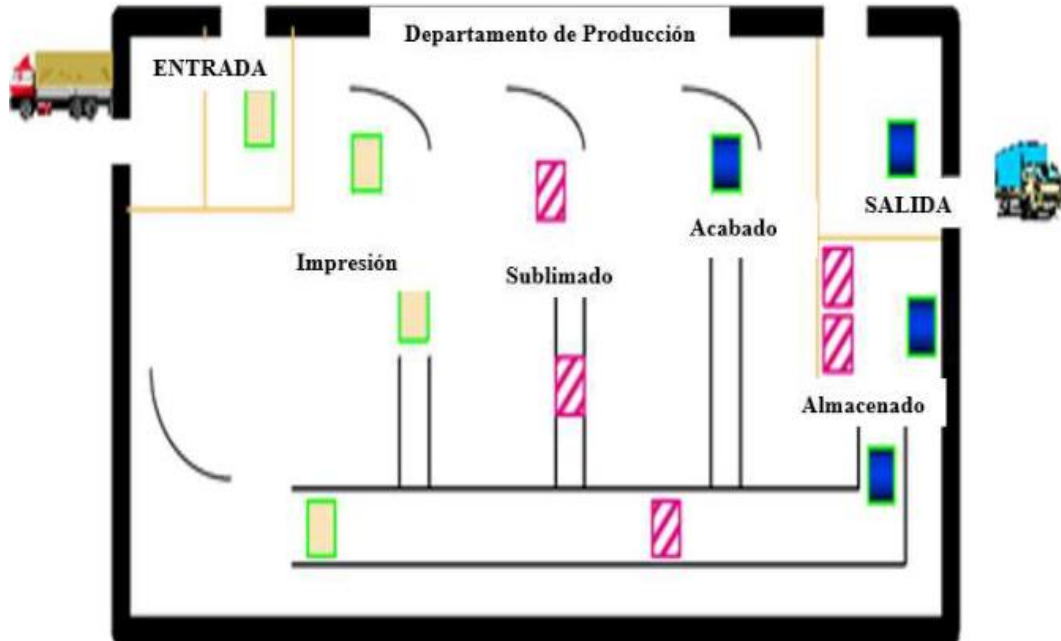 Departamento de Producción
ENTRADA
SALIDA
Acabado
Impresión
Sublimado
Almacenado